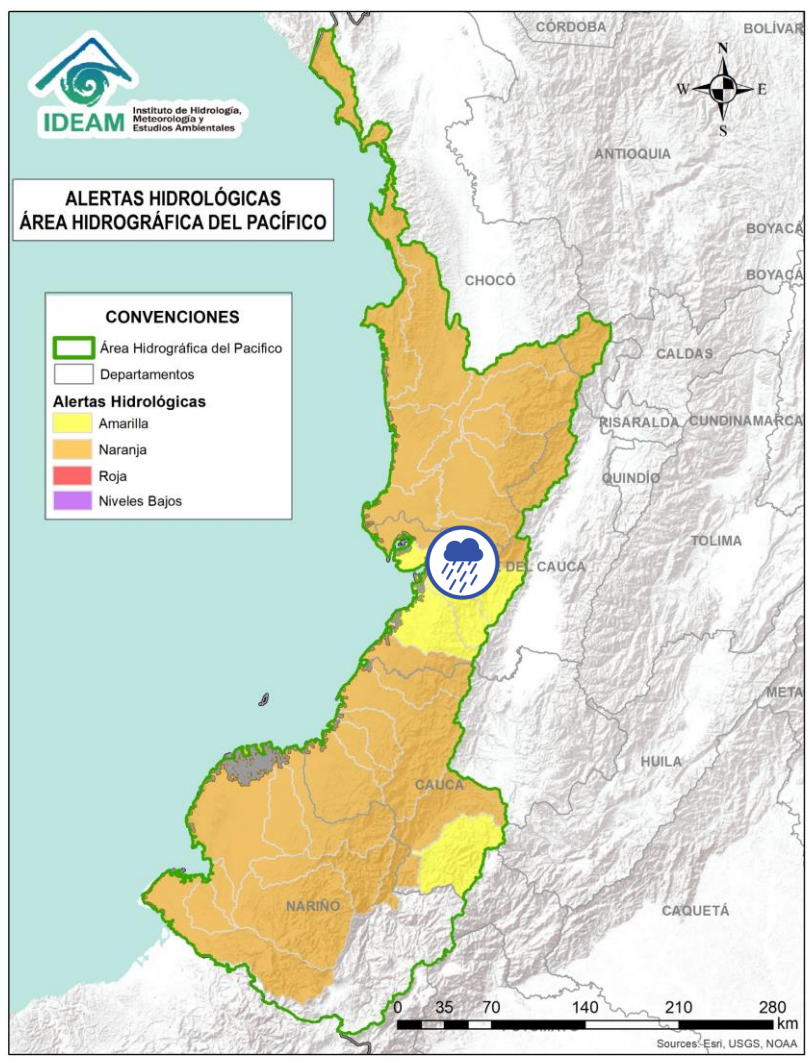 IDEAM
Instituto de Hidrología,
Meteorología y
Estudios Ambientales
ALERTAS HIDROLÓGICAS
ÁREA HIDROGRÁFICA DEL PACÍFICO
CONVENCIONES
Área Hidrográfica del Pacifico
Departamentos
Alertas Hidrológicas
Amarilla
Naranja
Roja
Niveles Bajos
N
W
E
S
CÓRDOBA
BOLÍVAR
ANTIOQUIA
BOYACÁ
BOYACÁ
CHOCÓ
CALDAS
RISARALDA
CUNDINAMARCA
QUINDÍO
TOLIMA
DEL CAUCA
META
HUILA
CAUCA
NARIÑO
CAQUETÁ
0 35 70 140 210 280
km
Sources: Esri, USGS, NOAA